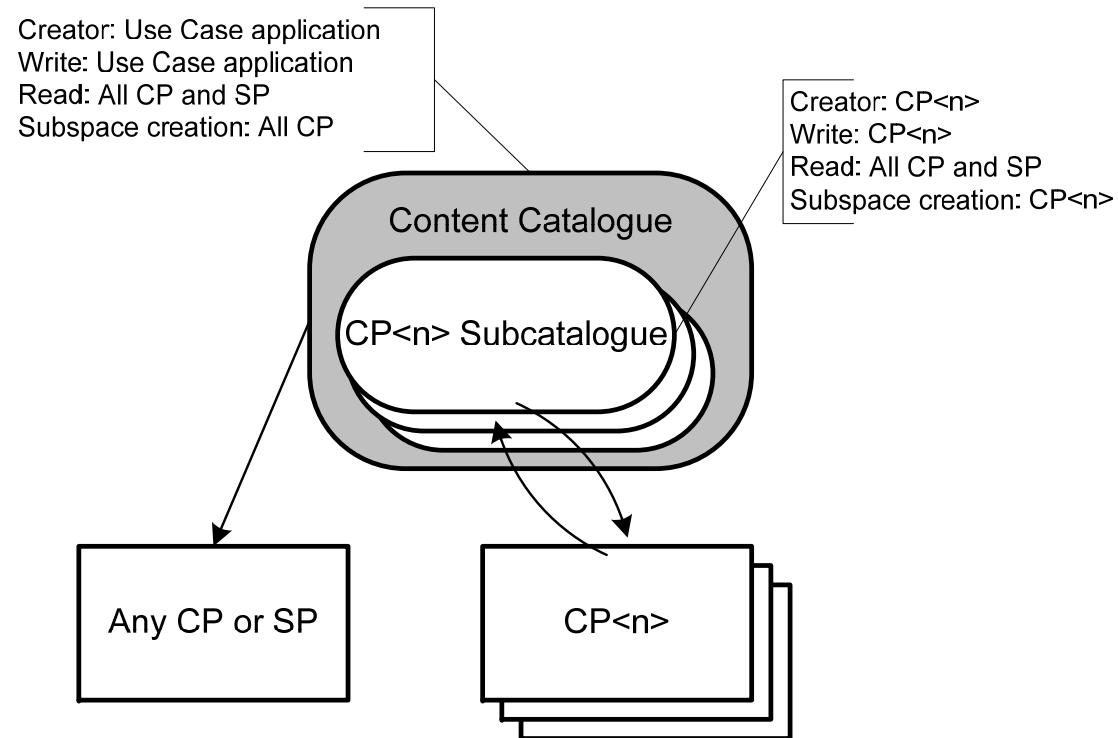 Creator: Use Case application
Write: Use Case application
Read: All CP and SP
Subspace creation: All CP
Creator: CP<n>
Write: CP<n>
Read: All CP and SP
Subspace creation: CP<n>
Content Catalogue
CP<n> Subcatalogue
Any CP or SP
CP<n>